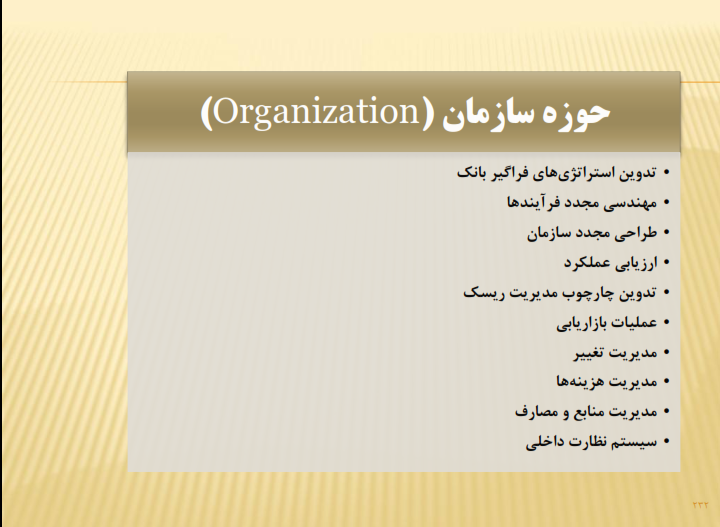 حوزه سازمان (Organization)
• تدوین استراتژی‌های فراگیر بانک
• مهندسی مجدد فرآیندها
• طراحی مجدد سازمان
• ارزیابی عملکرد
• تدوین چارچوب مدیریت ریسک
• عملیات بازاریابی
• مدیریت تغییر
• مدیریت هزینه‌ها
• مدیریت منابع و مصارف
• سیستم نظارت داخلی
۲۳۲